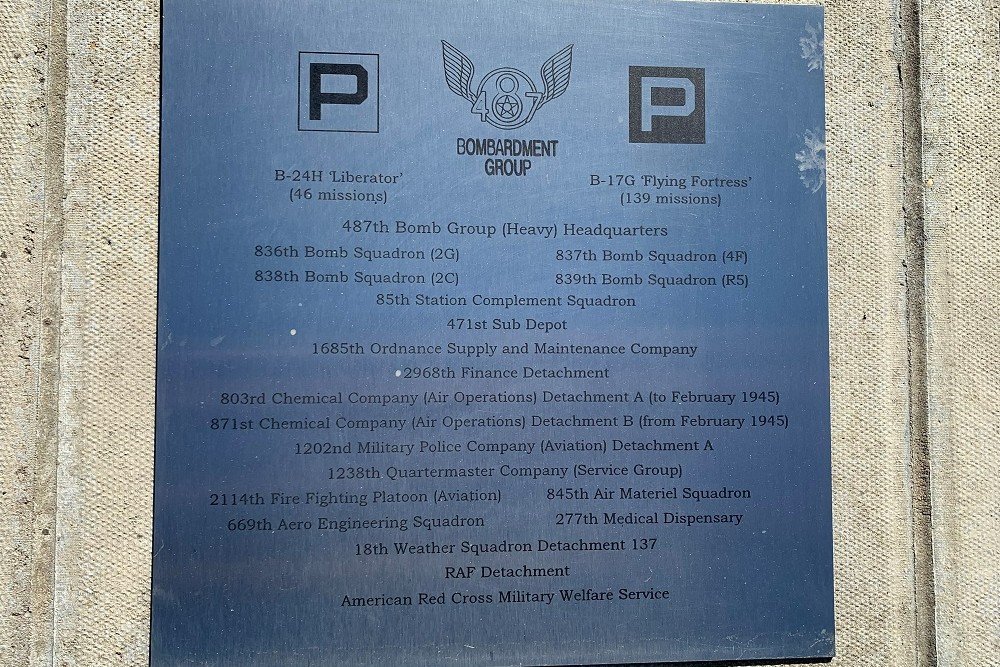 P
487
P
BOMBARDMENT
GROUP
B-24H 'Liberator'
(46 missions)
B-17G 'Flying Fortress'
(139 missions)
487th Bomb Group (Heavy) Headquarters
836th Bomb Squadron (2G) 837th Bomb Squadron (4F)
838th Bomb Squadron (2C) 839th Bomb Squadron (R5)
85th Station Complement Squadron
471st Sub Depot
1685th Ordnance Supply and Maintenance Company
2968th Finance Detachment
803rd Chemical Company (Air Operations) Detachment A (to February 1945)
871st Chemical Company (Air Operations) Detachment B (from February 1945)
1202nd Military Police Company (Aviation) Detachment A
1238th Quartermaster Company (Service Group)
2114th Fire Fighting Platoon (Aviation) 845th Air Materiel Squadron
669th Aero Engineering Squadron 277th Medical Dispensary
18th Weather Squadron Detachment 137
RAF Detachment
American Red Cross Military Welfare Service